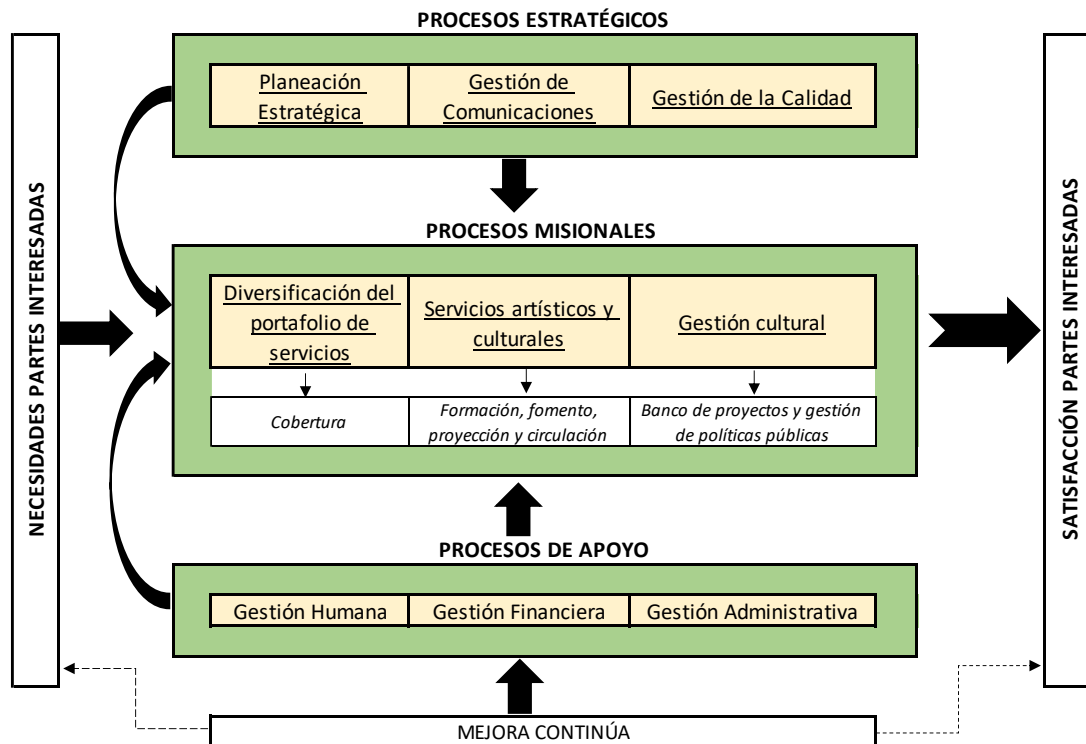 PROCESOS ESTRATÉGICOS
Planeación
Estratégica
Gestión de
Comunicaciones
Gestión de la Calidad
NECESIDADES PARTES INTERESADAS
PROCESOS MISIONALES
Diversificación del
portafolio de
servicios
Servicios artísticos y
culturales
Gestión cultural
Cobertura
Formación, fomento,
proyección y circulación
Banco de proyectos y gestión
de políticas públicas
SATISFACCIÓN PARTES INTERESADAS
PROCESOS DE APOYO
Gestión Humana
Gestión Financiera
Gestión Administrativa
MEJORA CONTINÚA